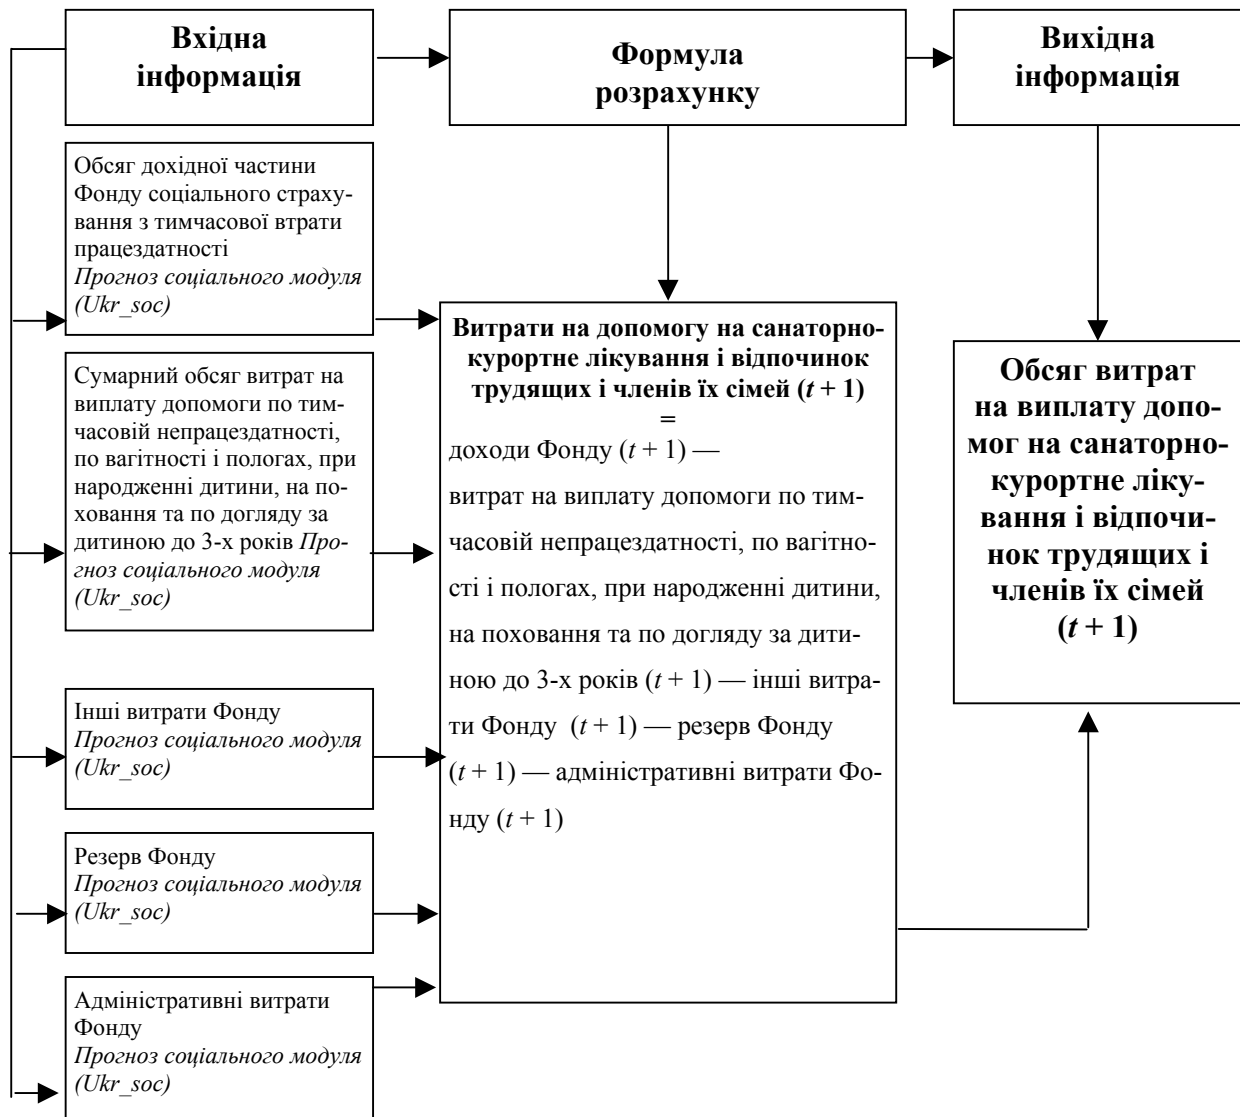 Вхідна
інформація
Формула
розрахунку
Вихідна
інформація
Обсяг дохідної частини
Фонду соціального страху-
вання з тимчасової втрати
працездатності
Прогноз соціального модуля
(Ukr_soc)
Сумарний обсяг витрат на
виплату допомоги по тим-
часовій непрацездатності,
по вагітності і пологах, при
народженні дитини, на по-
ховання та по догляду за
дитиною до 3-х років Про-
гноз соціального модуля
(Ukr_soc)
Інші витрати Фонду
Прогноз соціального модуля
(Ukr_soc)
Резерв Фонду
Прогноз соціального модуля
(Ukr_soc)
Адміністративні витрати
Фонду
Прогноз соціального модуля
(Ukr_soc)
Витрати на допомогу на санаторно-
курортне лікування і відпочинок
трудящих і членів їх сімей (t + 1)
=
доходи Фонду (t + 1) —
витрат на виплату допомоги по тим-
часовій непрацездатності, по вагітно-
сті і пологах, при народженні дитини,
на поховання та по догляду за дити-
ною до 3-х років (t + 1) — інші витра-
ти Фонду (t + 1) — резерв Фонду
(t + 1) — адміністративні витрати Фо-
нду (t + 1)
Обсяг витрат
на виплату допо-
мог на санаторно-
курортне ліку-
вання і відпочи-
нок трудящих і
членів їх сімей
(t + 1)